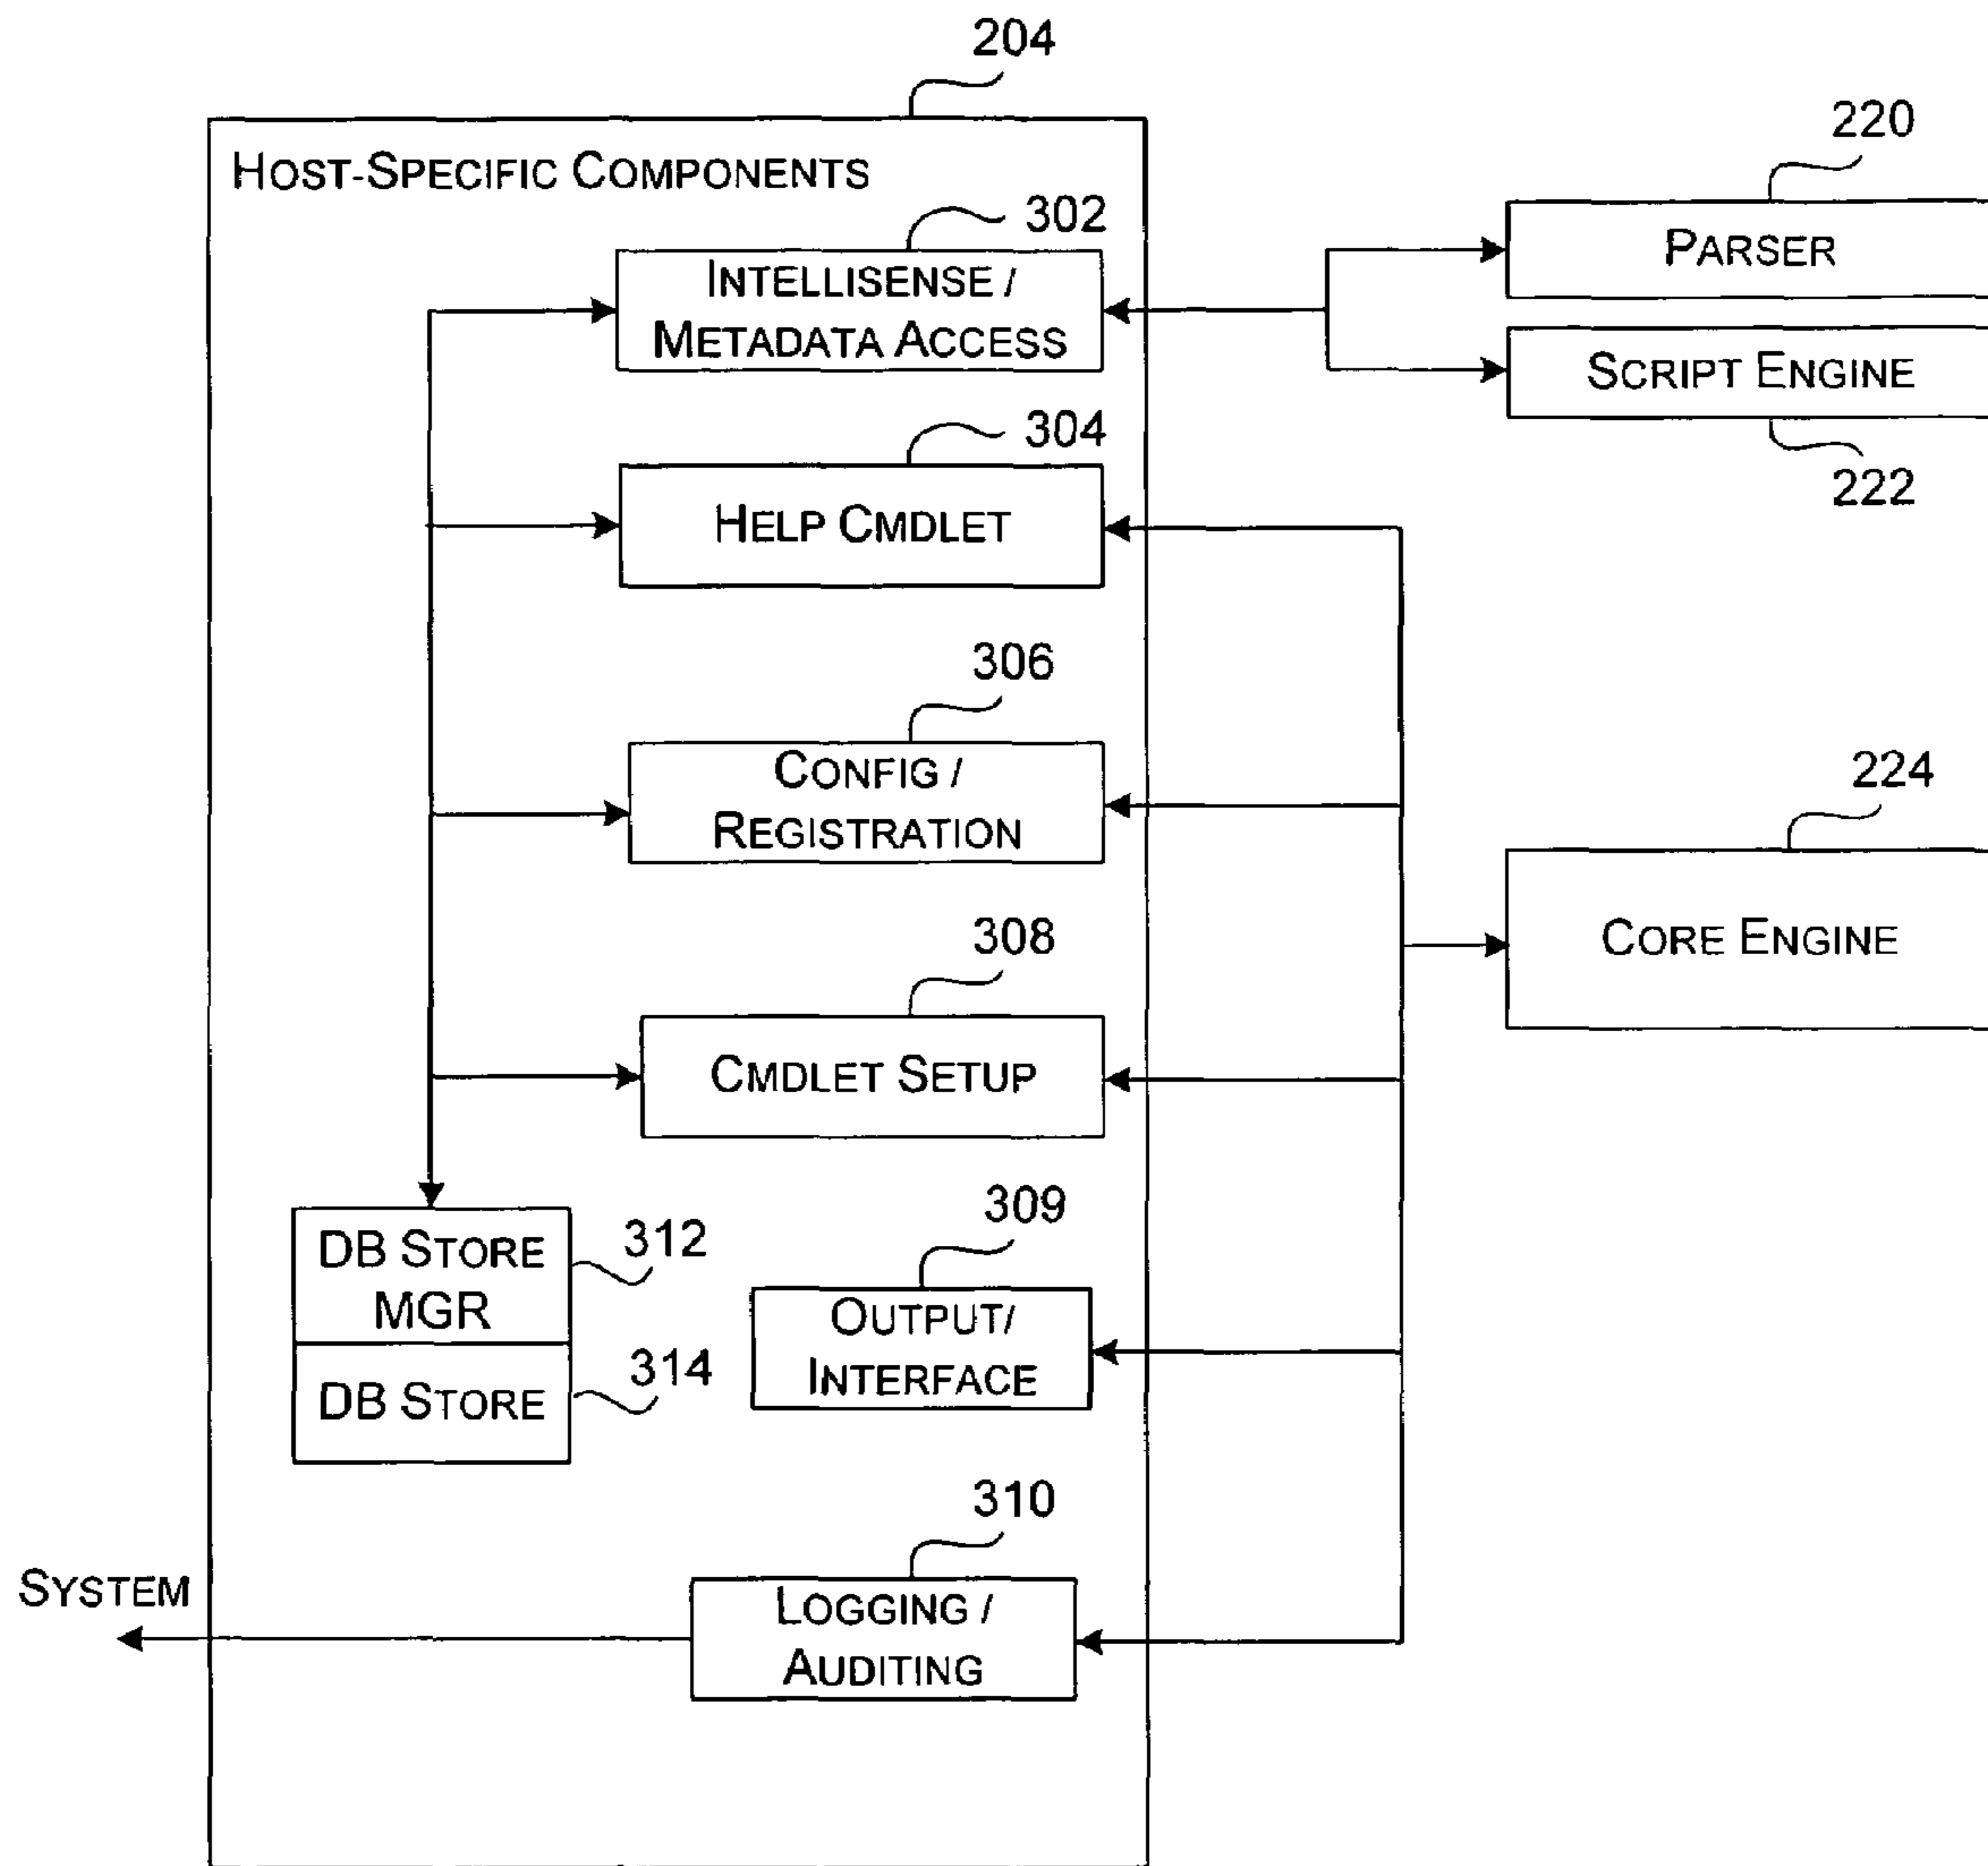 204
HOST-SPECIFIC COMPONENTS
302
INTELLISENSE /
METADATA ACCESS
220
PARSER
SCRIPT ENGINE
222
304
HELP CMDLET
306
CONFIG /
REGISTRATION
224
CORE ENGINE
308
CMDLET SETUP
DB STORE
MGR
312
DB STORE
314
309
OUTPUT/
INTERFACE
310
LOGGING /
AUDITING
SYSTEM